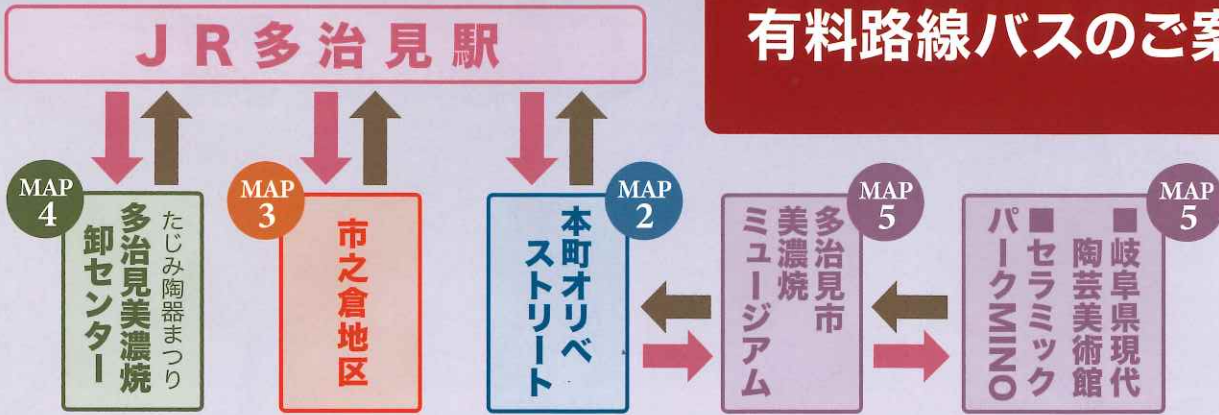 JR多治見駅
有料路線バスのご案
MAP
4
たじみ陶器まつり
多治見美濃焼
卸センター
MAP
3
市之倉地区
MAP
2
本町オリベ
ストリート
MAP
5
多治見市
美濃焼
ミュージアム
MAP
5
■岐阜県現代
陶芸美術館
■セラミック
パークMINO